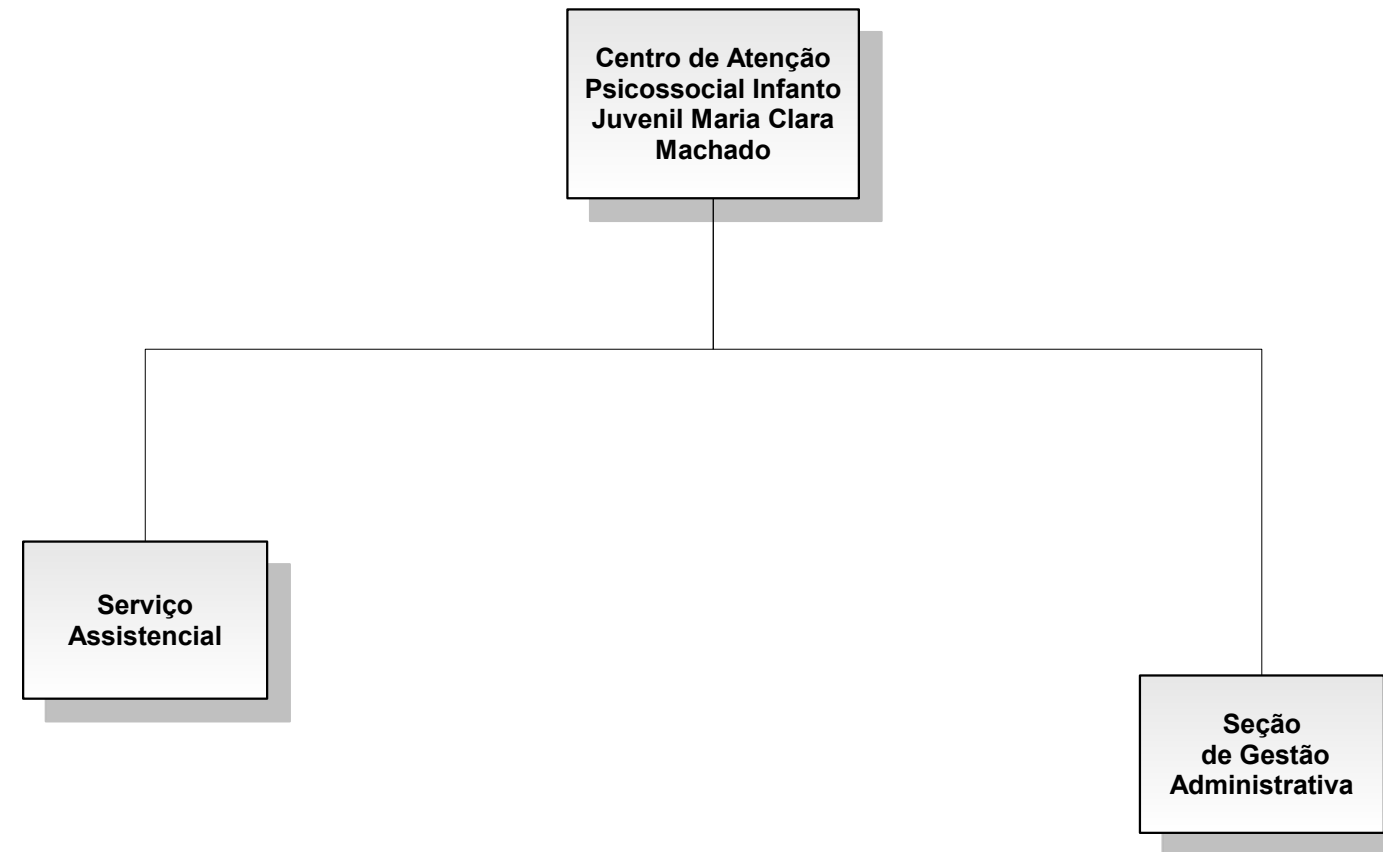 Centro de Atenção
Psicossocial Infanto
Juvenil Maria Clara
Machado
Serviço
Assistencial
Seção
de Gestão
Administrativa